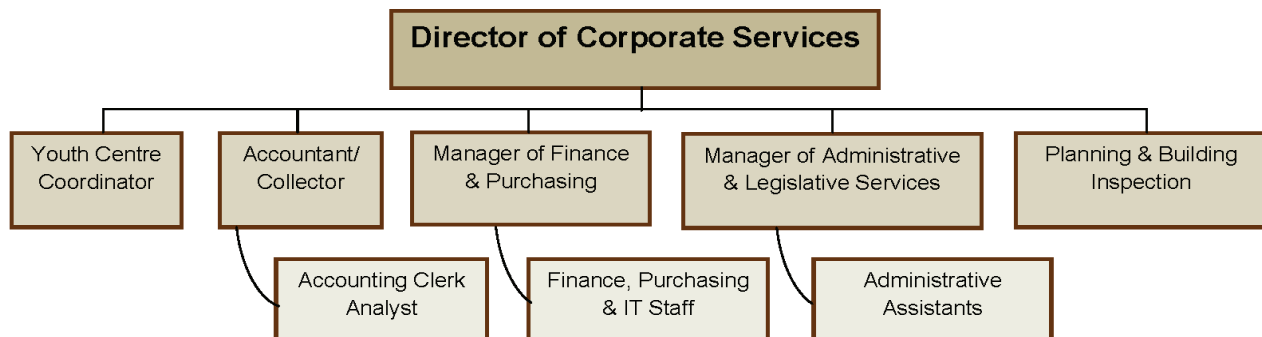 Director of Corporate Services
Youth Centre
Coordinator
Accountant/
Collector
Manager of Finance
& Purchasing
Manager of Administrative
& Legislative Services
Planning & Building
Inspection
Accounting Clerk
Analyst
Finance, Purchasing
& IT Staff
Administrative
Assistants